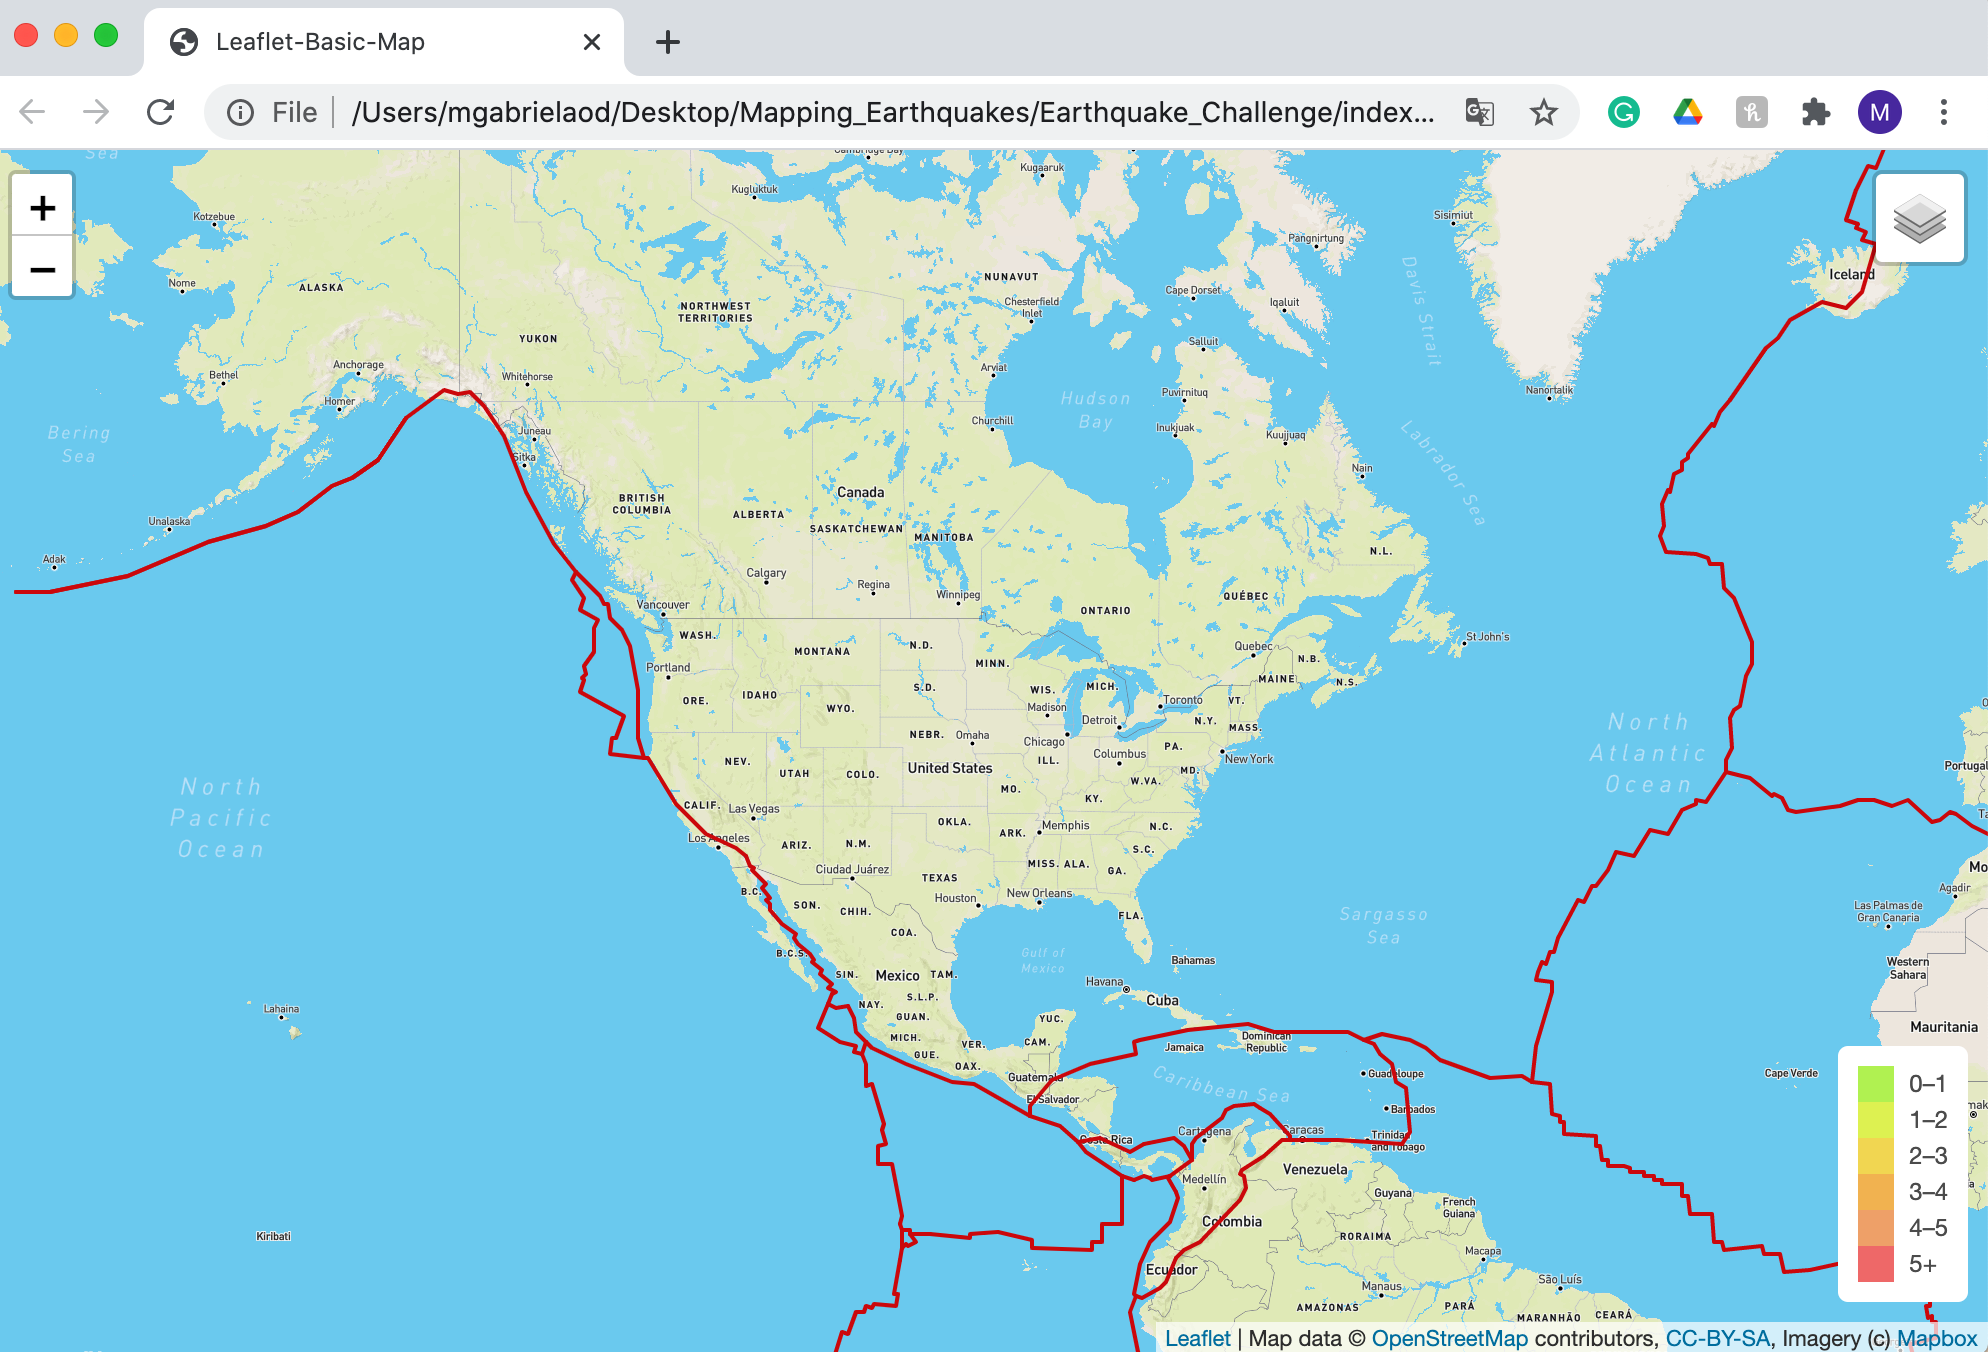 Leaflet-Basic-Map
File
/Users/mgabrielaod/Desktop/Mapping_Earthquakes/Earthquake_Challenge/index...
M
+
−
Sea
Cambridge Bay
Kugaaruk
Kugluktuk
Kotzebue
Sisimiut
Pangnirtung
Nome
ALASKA
NUNAVUT
Iceland
Chesterfield
Inlet
Cape Dorset
Iqaluit
NORTHWEST
TERRITORIES
YUKON
Davis Strait
Salluit
Anchorage
Bethel
Whitehorse
Arviat
Homer
Hudson
Bay
Puvirnituq
Nanortalik
Bering
Sea
Juneau
Churchill
Inukjuak
Kuujjuaq
Labrador Sea
Sitka
Nain
Canada
BRITISH
COLUMBIA
ALBERTA
Unalaska
SASKATCHEWAN
MANITOBA
N.L.
Adak
Calgary
Regina
Winnipeg
QUÉBEC
Vancouver
ONTARIO
WASH.
St John's
MONTANA
N.D.
Quebec
N.B.
MINN.
Portland
MAINE
N.S.
S.D.
WIS.
MICH.
IDAHO
ORE.
WYO.
Madison
Toronto
VT.
Detroit
N.Y.
MASS.
North
Atlantic
Ocean
NEBR.
Omaha
Chicago
Columbus
PA.
New York
NEV.
UTAH
COLO.
United States
ILL.
MD.
W.VA.
Portugal
MO.
KY.
North
Pacific
Ocean
CALIF.
Las Vegas
OKLA.
ARK.
Memphis
N.C.
Los Angeles
ARIZ.
N.M.
S.C.
MISS.
ALA.
GA.
Ciudad Juárez
TEXAS
Mo
B.C.
Houston
New Orleans
Agadir
SON.
CHIH.
FLA.
Sargasso
Sea
Las Palmas de
Gran Canaria
COA.
B.C.S.
Gulf of
Mexico
Bahamas
Western
Sahara
SIN.
Mexico
TAM.
Havana
Cuba
NAY.
S.L.P.
Lahaina
GUAN.
YUC.
Mauritania
MICH.
VER.
CAM.
Dominican
Republic
Jamaica
GUE.
OAX.
Guatemala
Caribbean Sea
Guadeloupe
Cape Verde
El Salvador
Barbados
Costa Rica
Cartagena
Caracas
Trinidad
and Tobago
Venezuela
Medellín
Guyana
French
Guiana
Colombia
Kiribati
RORAIMA
Macapa
Ecuador
Manaus
São Luís
AMAZONAS
PARÁ
MARANHÃO
CEARÁ
0–1
1–2
2–3
3–4
4–5
5+
Leaflet | Map data © OpenStreetMap contributors, CC-BY-SA, Imagery (c) Mapbox